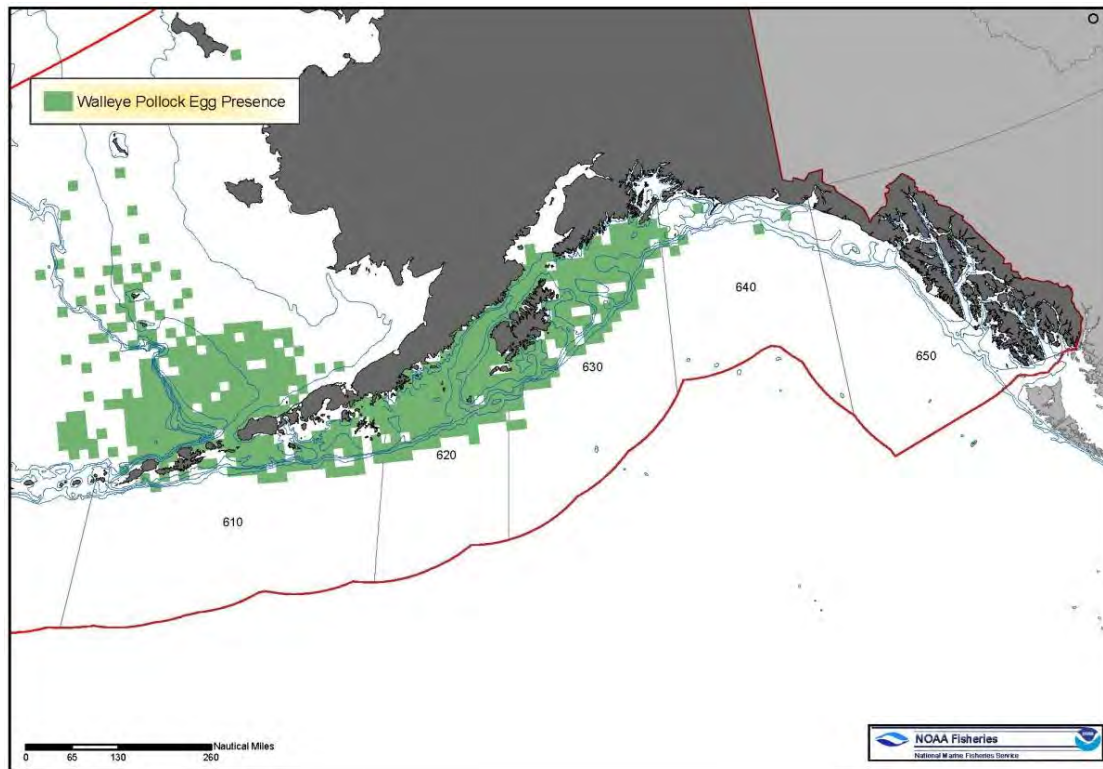 Walleye Pollock Egg Presence
640
650
630
620
610
Nautical Miles
0 65 130 260
NOAA Fisheries
National Marine Fisheries Service